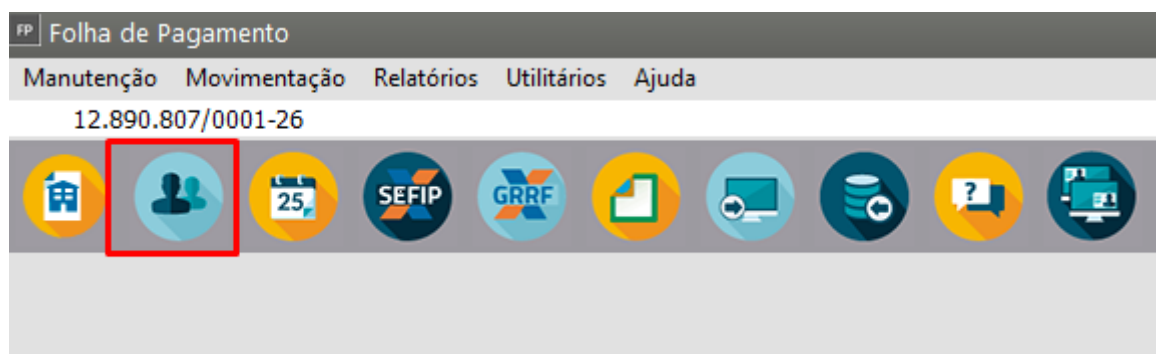 FP Folha de Pagamento
Manutenção Movimentação Relatórios Utilitários Ajuda
12.890.807/0001-26
25 SEFIP GRRF ?